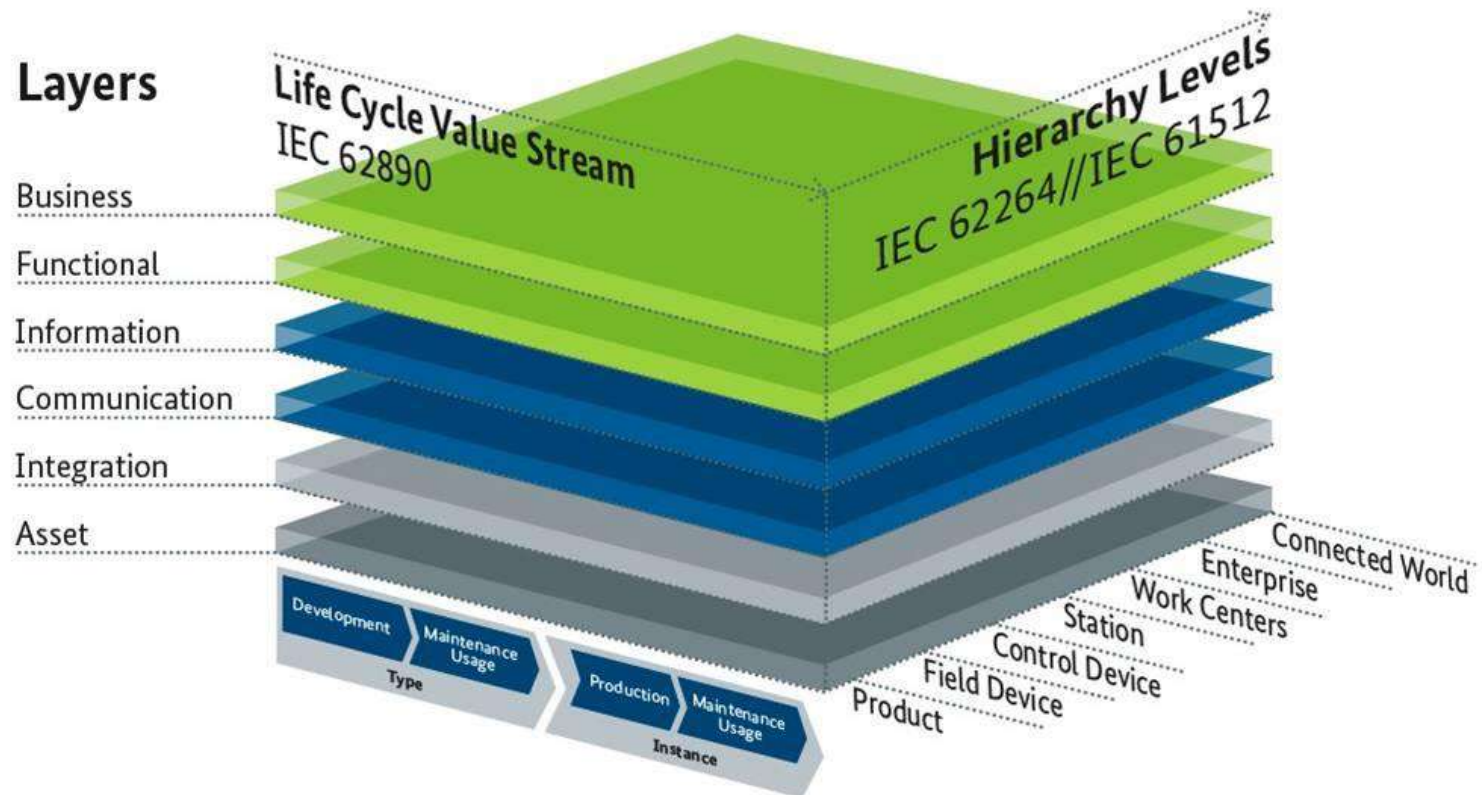 Layers
Life Cycle Value Stream
IEC 62890
Hierarchy Levels
IEC 62264//IEC 61512
Business
Functional
Information
Communication
Integration
Asset
Development
Maintenance
Usage
Type
Production
Maintenance
Usage
Instance
Connected World
Enterprise
Work Centers
Station
Control Device
Field Device
Product